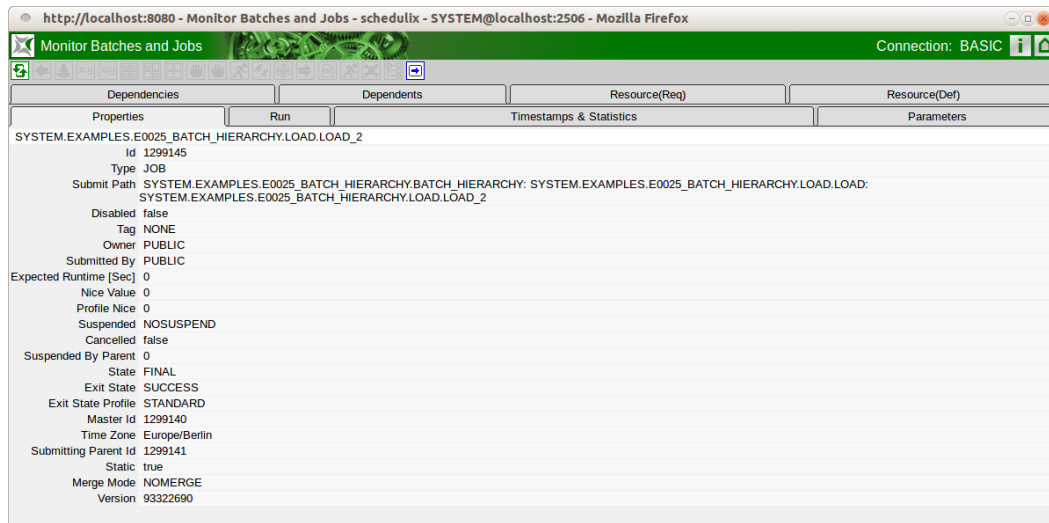 http://localhost:8080 - Monitor Batches and Jobs - schedulix - SYSTEM@localhost:2506 - Mozilla Firefox
Monitor Batches and Jobs
Connection: BASIC
Dependencies Dependents Resource(Req) Resource(Def)
Properties Run Timestamps & Statistics Parameters
SYSTEM.EXAMPLES.E0025_BATCH_HIERARCHY.LOAD.LOAD_2
Id 1299145
Type JOB
Submit Path SYSTEM.EXAMPLES.E0025_BATCH_HIERARCHY.BATCH_HIERARCHY: SYSTEM.EXAMPLES.E0025_BATCH_HIERARCHY.LOAD.LOAD:
SYSTEM.EXAMPLES.E0025_BATCH_HIERARCHY.LOAD.LOAD_2
Disabled false
Tag NONE
Owner PUBLIC
Submitted By PUBLIC
Expected Runtime [Sec] 0
Nice Value 0
Profile Nice 0
Suspended NOSUSPEND
Cancelled false
Suspended By Parent 0
State FINAL
Exit State SUCCESS
Exit State Profile STANDARD
Master Id 1299140
Time Zone Europe/Berlin
Submitting Parent Id 1299141
Static true
Merge Mode NOMERGE
Version 93322690